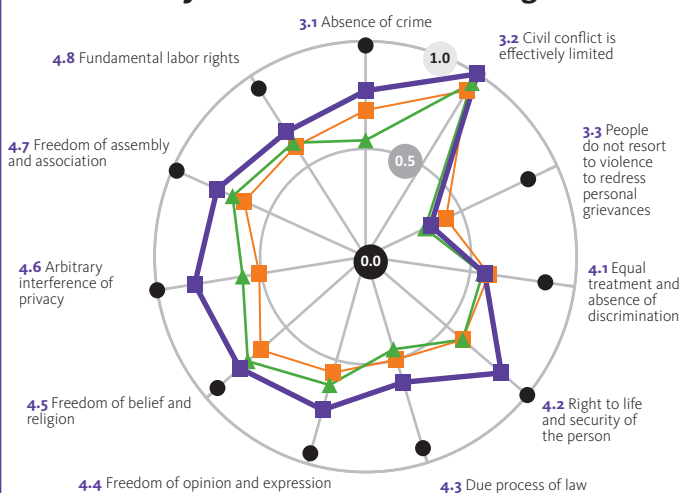 3.1 Absence of crime
3.2 Civil conflict is
effectively limited
1.0
4.8 Fundamental labor rights
3.3 People
do not resort
to violence
to redress
personal
grievances
4.7 Freedom of assembly
and association
0.5
0.0
4.6 Arbitrary
interference of
privacy
4.1 Equal
treatment and
absence of
discrimination
4.5 Freedom of belief and
religion
4.2 Right to life
and security of
the person
4.4 Freedom of opinion and expression
4.3 Due process of law